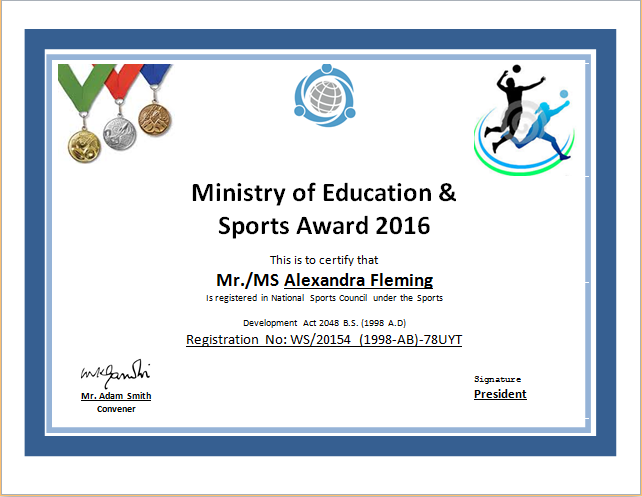 Ministry of Education &
Sports Award 2016
This is to certify that
Mr./MS Alexandra Fleming
Is registered in National Sports Council under the Sports
Development Act 2048 B.S. (1998 A.D)
Registration No: WS/20154 (1998-AB)-78UYT
Mr. Adam Smith
Convener
Signature
President